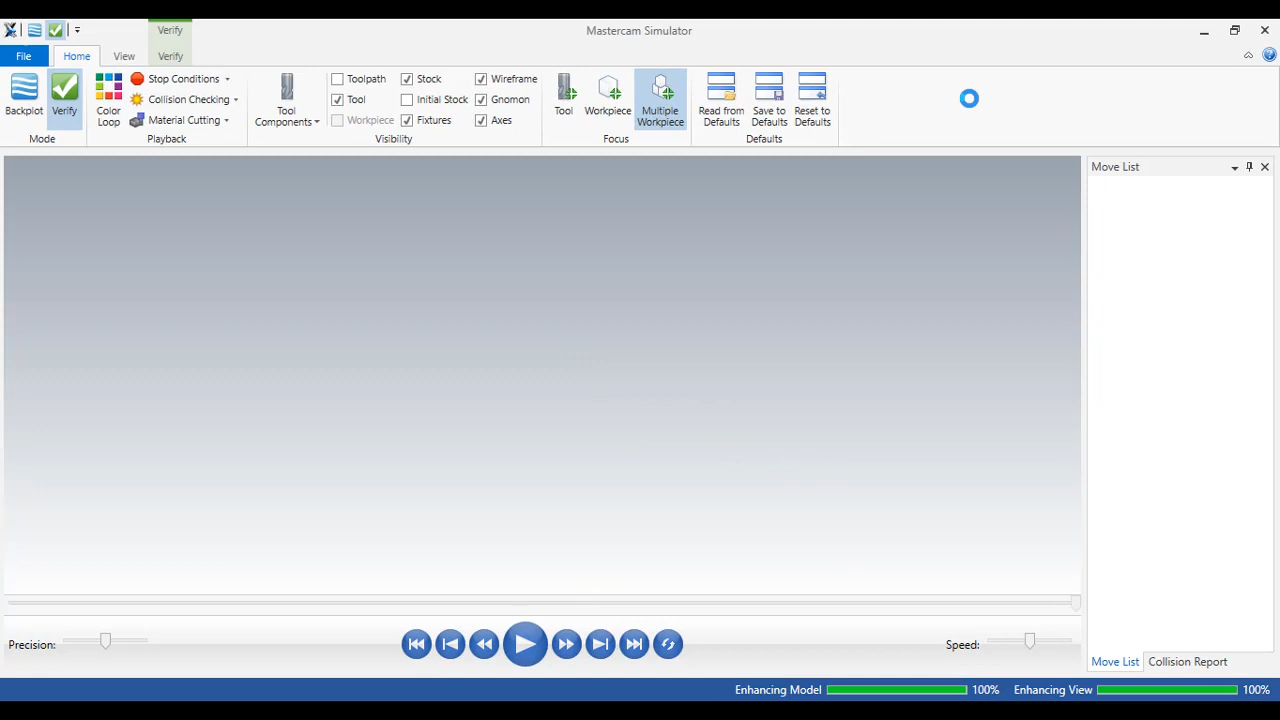 Verify
Mastercam Simulator
File
Home
View
Verify
Backplot
Verify
Mode
Color
Loop
Stop Conditions
Collision Checking
Material Cutting
Playback
Tool
Components
Toolpath
Tool
Workpiece
Stock
Initial Stock
Fixtures
Wireframe
Gnomon
Axes
Visibility
Tool
Workpiece
Multiple
Workpiece
Focus
Read from
Defaults
Save to
Defaults
Reset to
Defaults
Defaults
Move List
Precision:
Speed:
Move List
Collision Report
Enhancing Model
100%
Enhancing View
100%